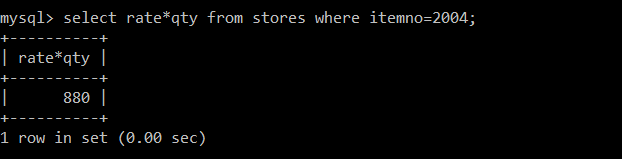 mysql> select rate*qty from stores where itemno=2004;
+----------+
| rate*qty |
+----------+
|      880 |
+----------+
1 row in set (0.00 sec)